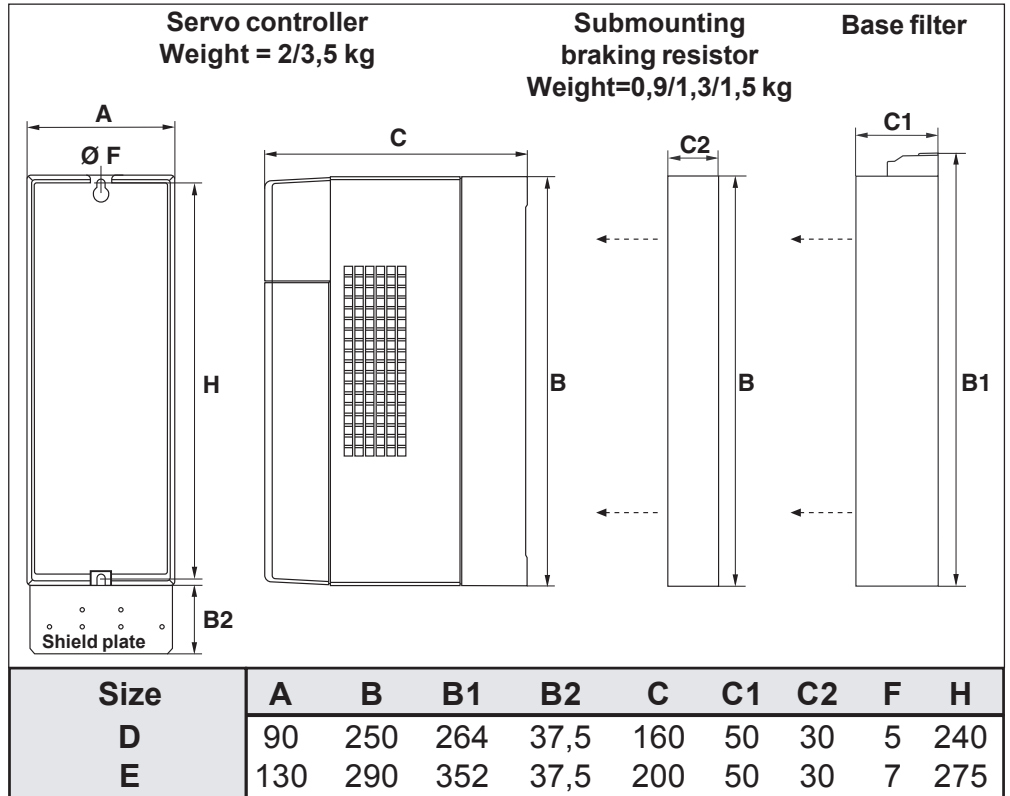 Servo controller
Weight = 2/3,5 kg
Submounting
braking resistor
Weight=0,9/1,3/1,5 kg
Base filter
A
Ø F
H
B2
Shield plate
C
B
C2
B
C1
B1
Size A B B1 B2 C C1 C2 F H
D 90 250 264 37,5 160 50 30 5 240
E 130 290 352 37,5 200 50 30 7 275